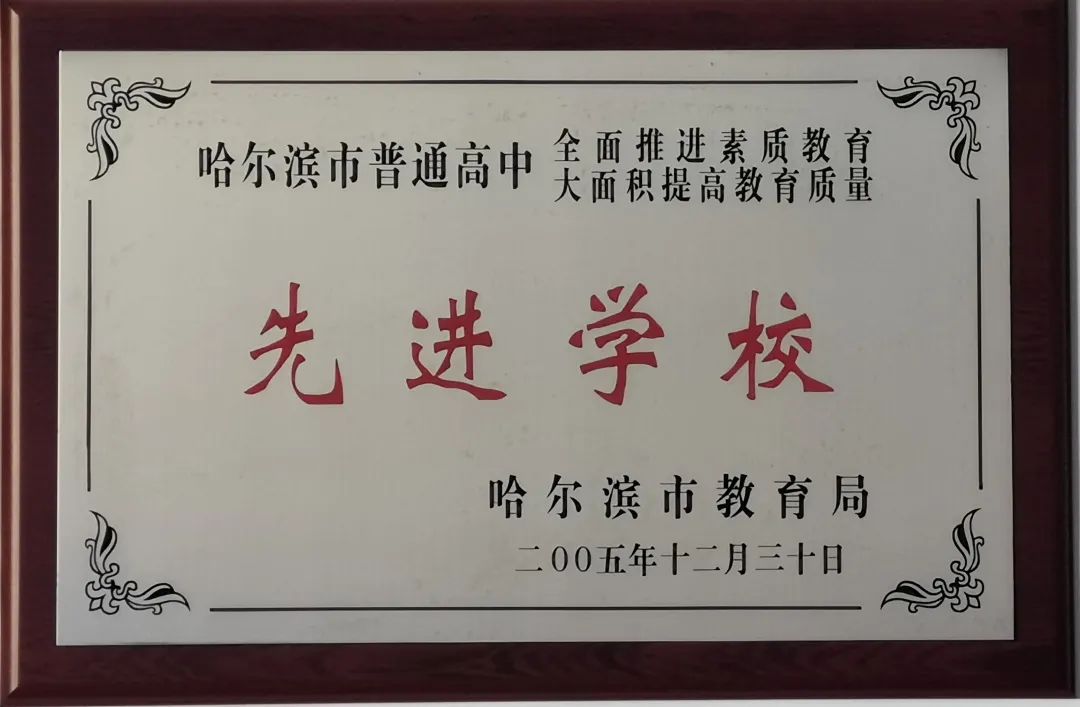 哈尔滨市普通高中
全面推进素质教育
大面积提高教育质量
先进学校
哈尔滨市教育局
二00五年十二月三十日